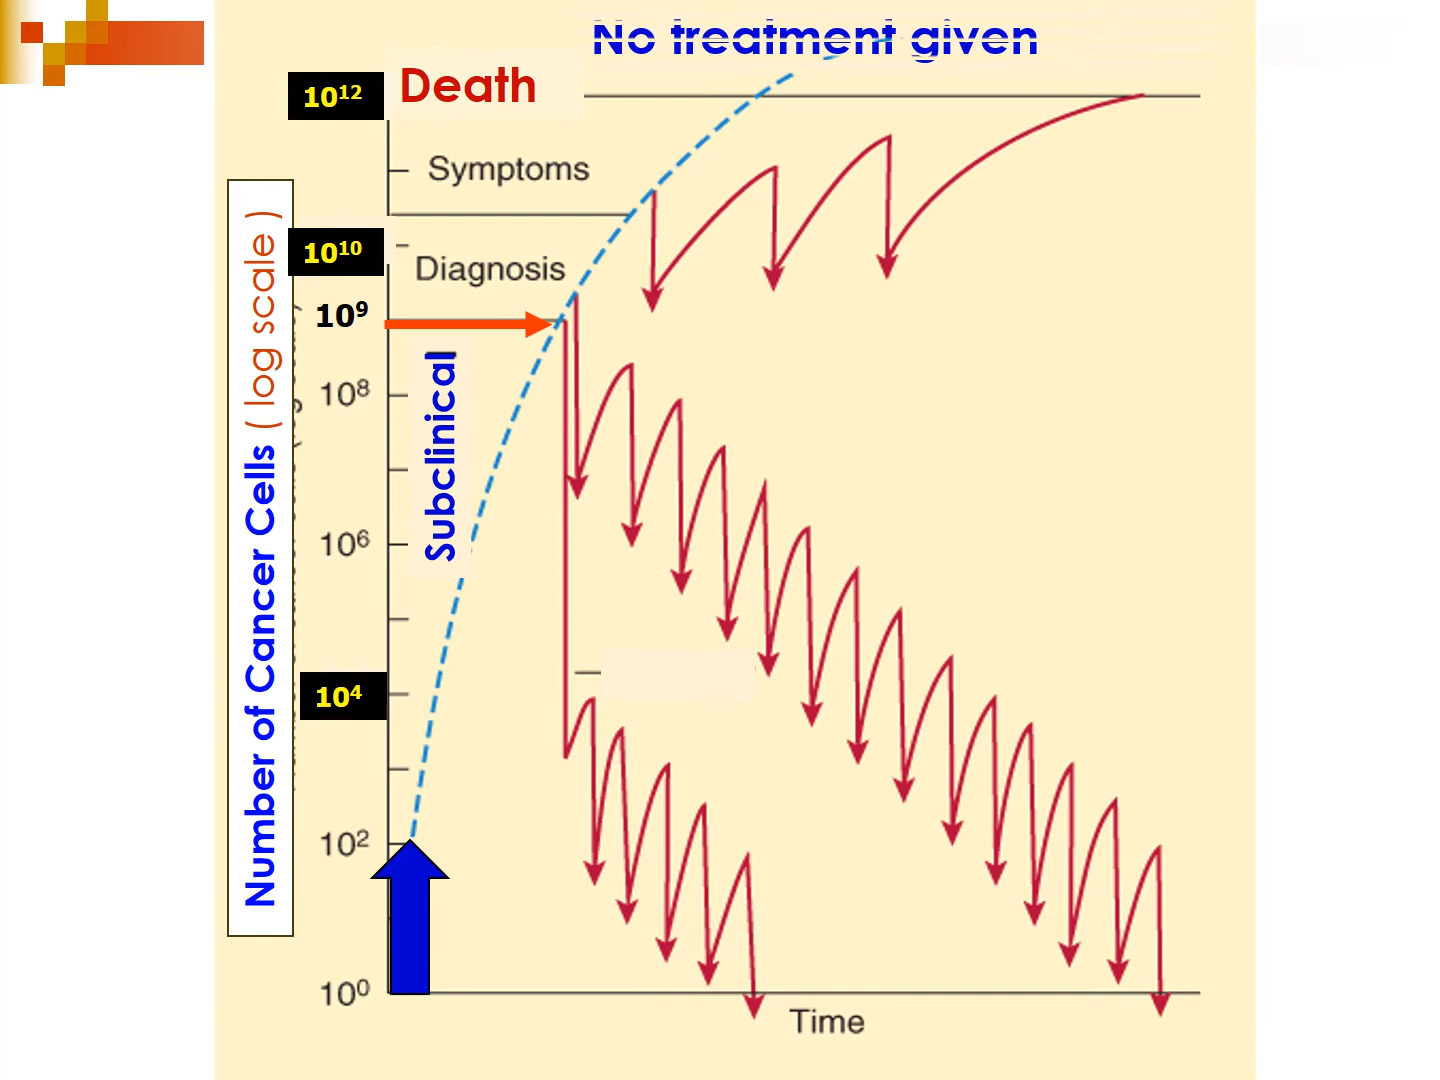 No treatment given
10¹²
Death
Symptoms
10¹⁰
Diagnosis
10⁹
10⁸
Subclinical
Number of Cancer Cells ( log scale )
10⁶
10⁴
10²
10⁰
Time